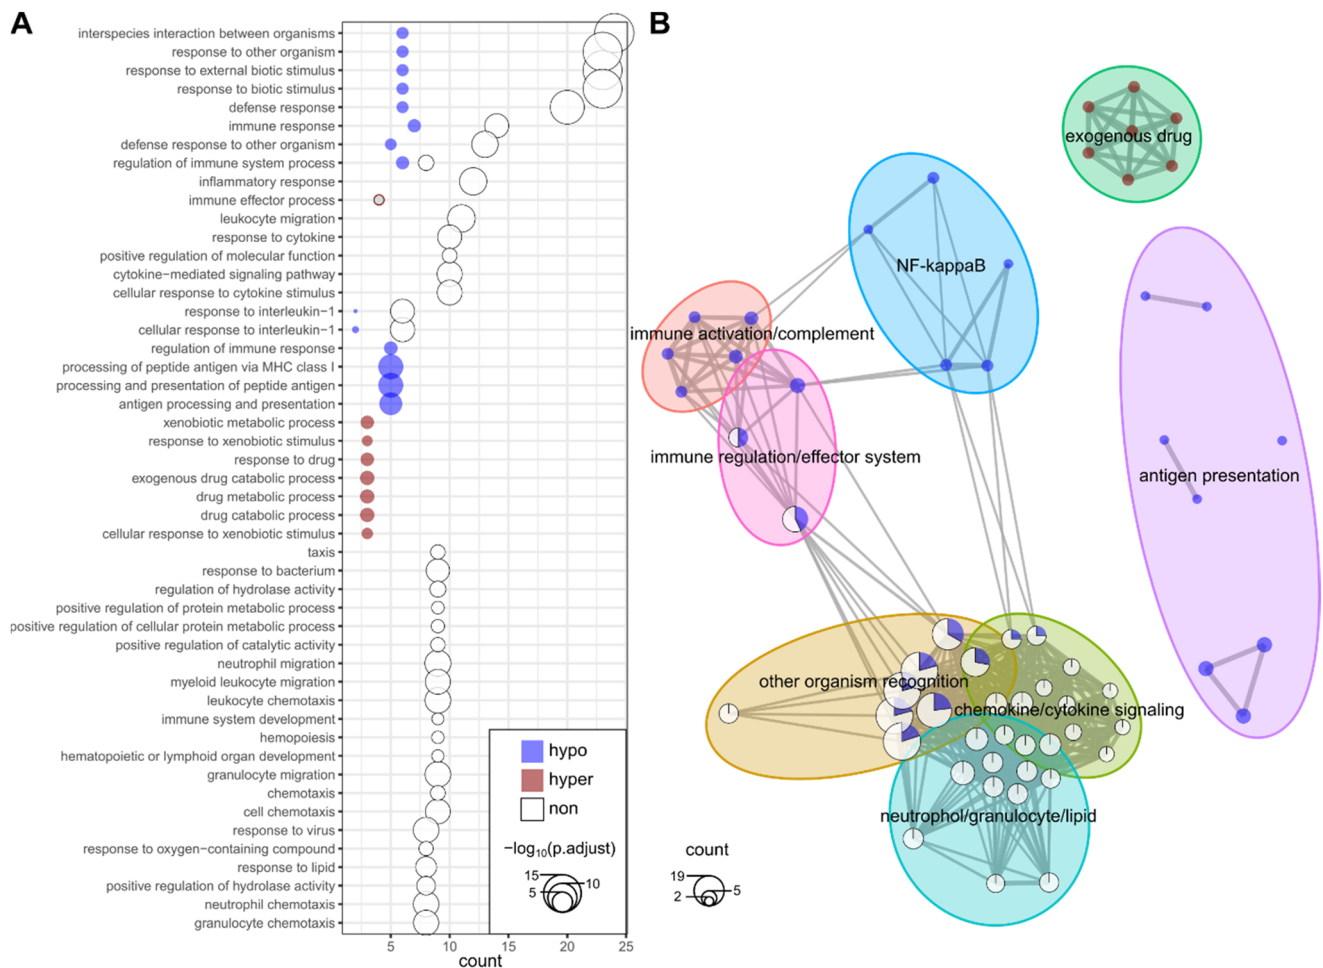 A
interspecies interaction between organisms
response to other organism
response to external biotic stimulus
response to biotic stimulus
defense response
immune response
defense response to other organism
regulation of immune system process
inflammatory response
immune effector process
leukocyte migration
response to cytokine
positive regulation of molecular function
cytokine−mediated signaling pathway
cellular response to cytokine stimulus
response to interleukin−1
cellular response to interleukin−1
regulation of immune response
processing of peptide antigen via MHC class I
processing and presentation of peptide antigen
antigen processing and presentation
xenobiotic metabolic process
response to xenobiotic stimulus
response to drug
exogenous drug catabolic process
drug metabolic process
drug catabolic process
cellular response to xenobiotic stimulus
taxis
response to bacterium
regulation of hydrolase activity
positive regulation of protein metabolic process
positive regulation of cellular protein metabolic process
positive regulation of catalytic activity
neutrophil migration
myeloid leukocyte migration
leukocyte chemotaxis
immune system development
hemopoiesis
hematopoietic or lymphoid organ development
granulocyte migration
chemotaxis
cell chemotaxis
response to virus
response to oxygen−containing compound
response to lipid
positive regulation of hydrolase activity
neutrophil chemotaxis
granulocyte chemotaxis
5 10 15 20 25
count
hypo
hyper
non
−log10(p.adjust)
15
10
5
B
exogenous drug
NF-kappaB
immune activation/complement
immune regulation/effector system
antigen presentation
other organism recognition
chemokine/cytokine signaling
neutrophol/granulocyte/lipid
count
19
5
2